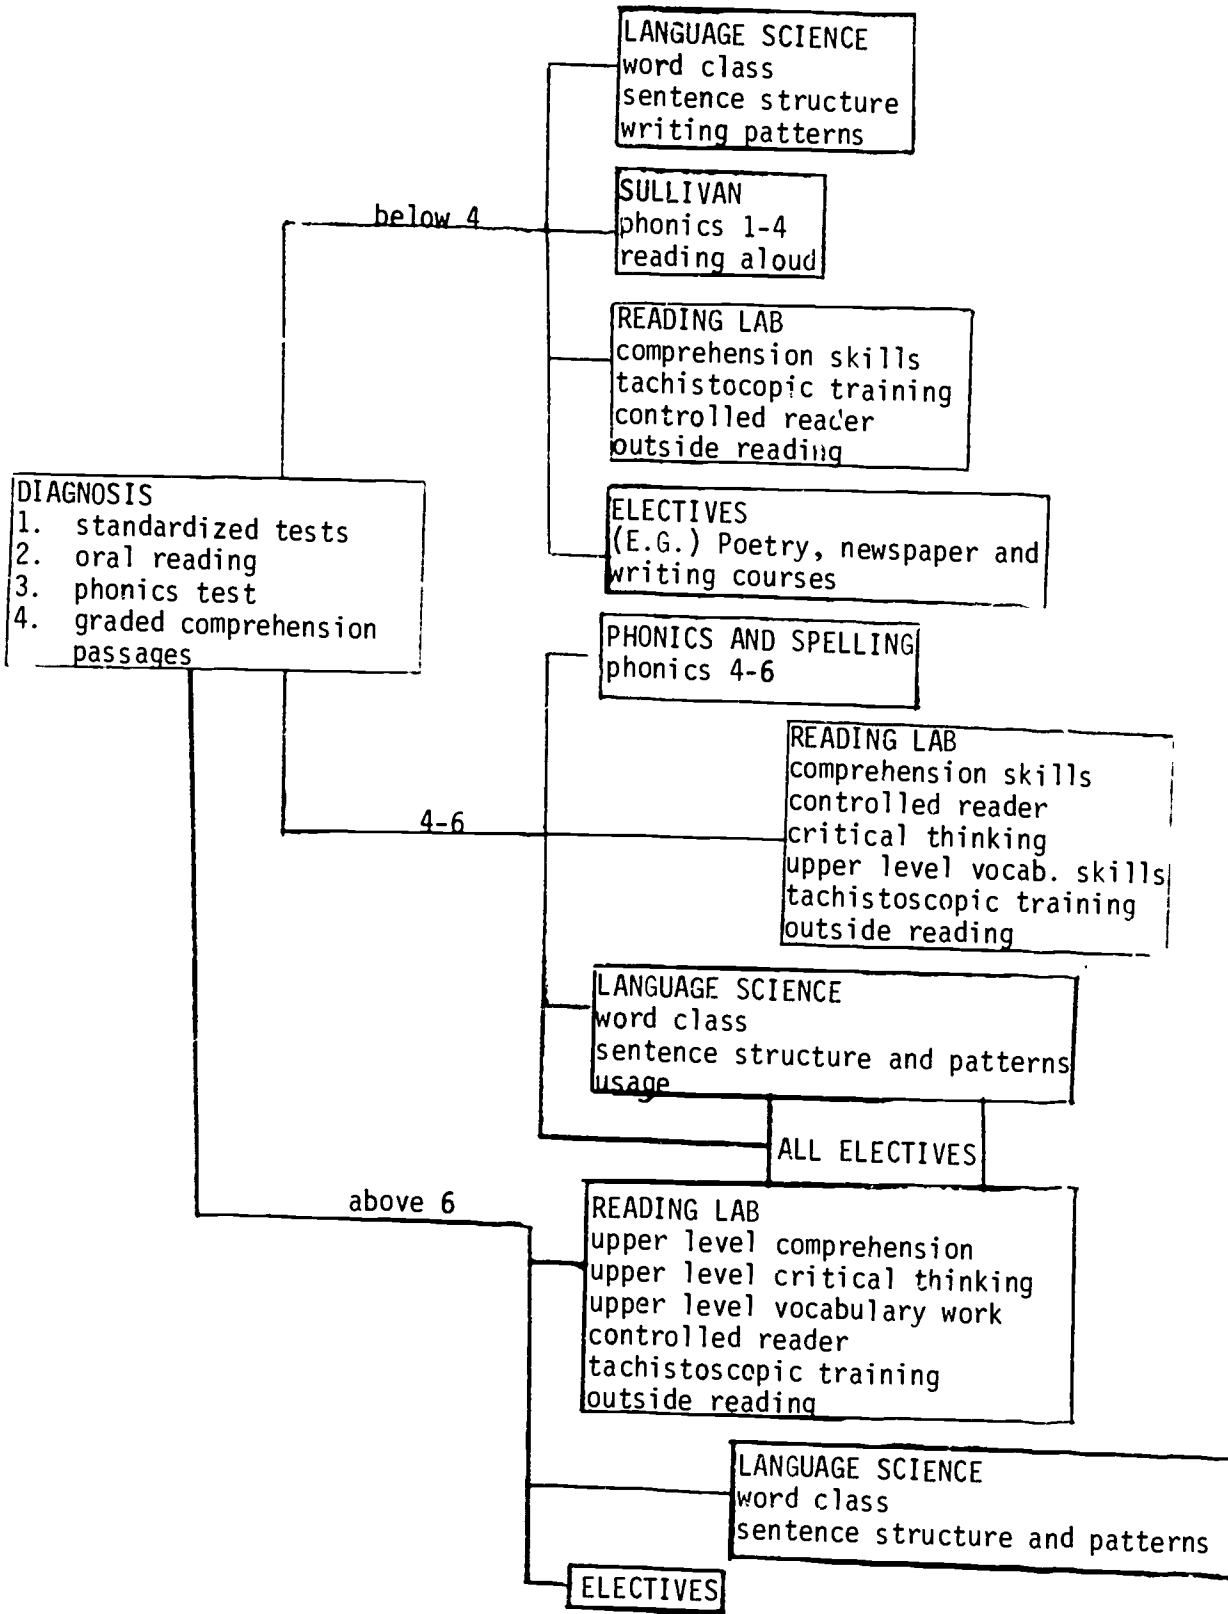 LANGUAGE SCIENCE
word class
sentence structure
writing patterns
below 4
SULLIVAN
phonics 1-4
reading aloud
READING LAB
comprehension skills
tachistocopic training
controlled reader
outside reading
DIAGNOSIS
1. standardized tests
2. oral reading
3. phonics test
4. graded comprehension
passages
ELECTIVES
(E.G.) Poetry, newspaper and
writing courses
PHONICS AND SPELLING
phonics 4-6
4-6
READING LAB
comprehension skills
controlled reader
critical thinking
upper level vocab. skills
tachistoscopic training
outside reading
LANGUAGE SCIENCE
word class
sentence structure and patterns
usage
ALL ELECTIVES
above 6
READING LAB
upper level comprehension
upper level critical thinking
upper level vocabulary work
controlled reader
tachistoscopic training
outside reading
LANGUAGE SCIENCE
word class
sentence structure and patterns
ELECTIVES